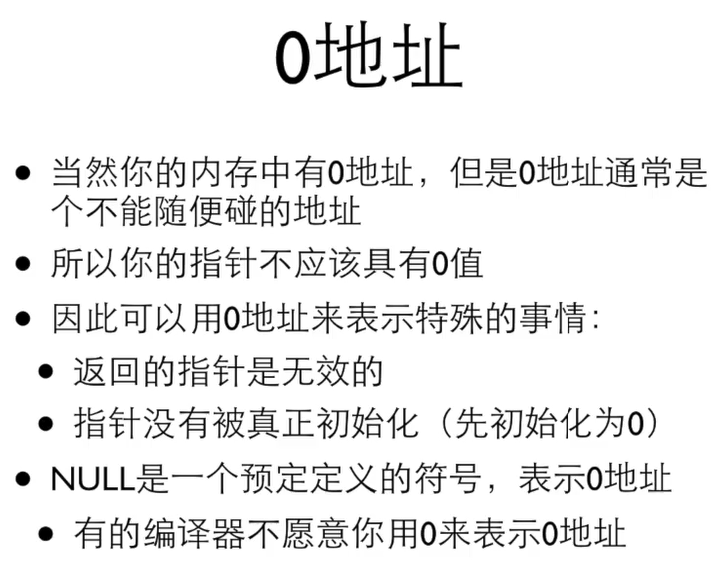 0地址
• 当然你的内存中有0地址，但是0地址通常是
个不能随便碰的地址
• 所以你的指针不应该具有0值
• 因此可以用0地址来表示特殊的事情：
• 返回的指针是无效的
• 指针没有被真正初始化（先初始化为0）
• NULL是一个预定定义的符号，表示0地址
• 有的编译器不愿意你用0来表示0地址